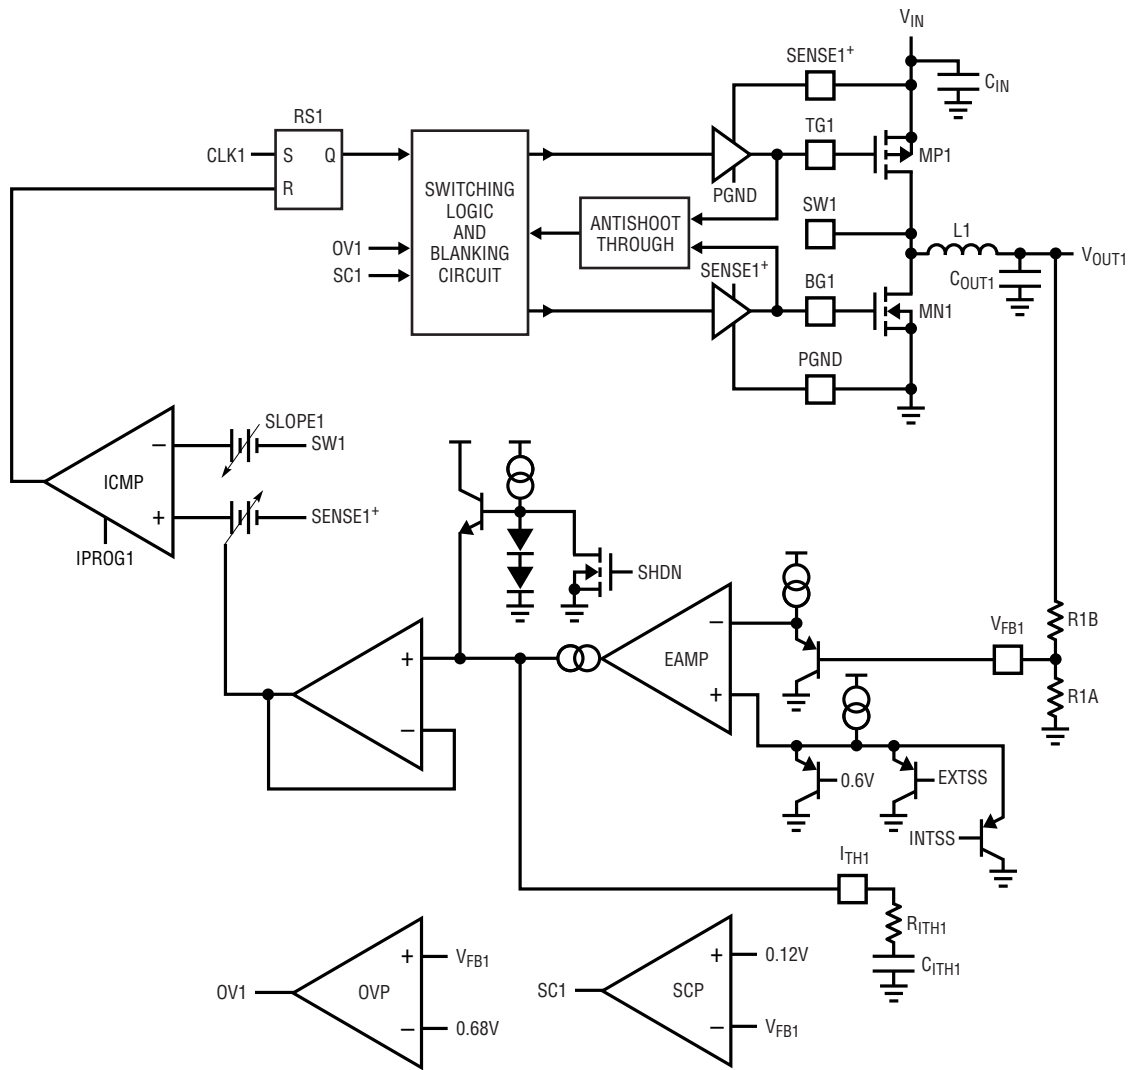 VIN
SENSE1+
CIN
RS1
TG1
CLK1
S
Q
R
MP1
PGND
SWITCHING
LOGIC
AND
BLANKING
CIRCUIT
ANTISHOOT
THROUGH
SW1
L1
OV1
SC1
VOUT1
COUT1
SENSE1+
BG1
MN1
PGND
SLOPE1
–
SW1
ICMP
+
SENSE1+
IPROG1
SHDN
R1B
–
VFB1
+
EAMP
+
R1A
–
0.6V
EXTSS
INTSS
ITH1
RITH1
CITH1
+
VFB1
OV1
OVP
–
0.68V
+
0.12V
SC1
SCP
–
VFB1